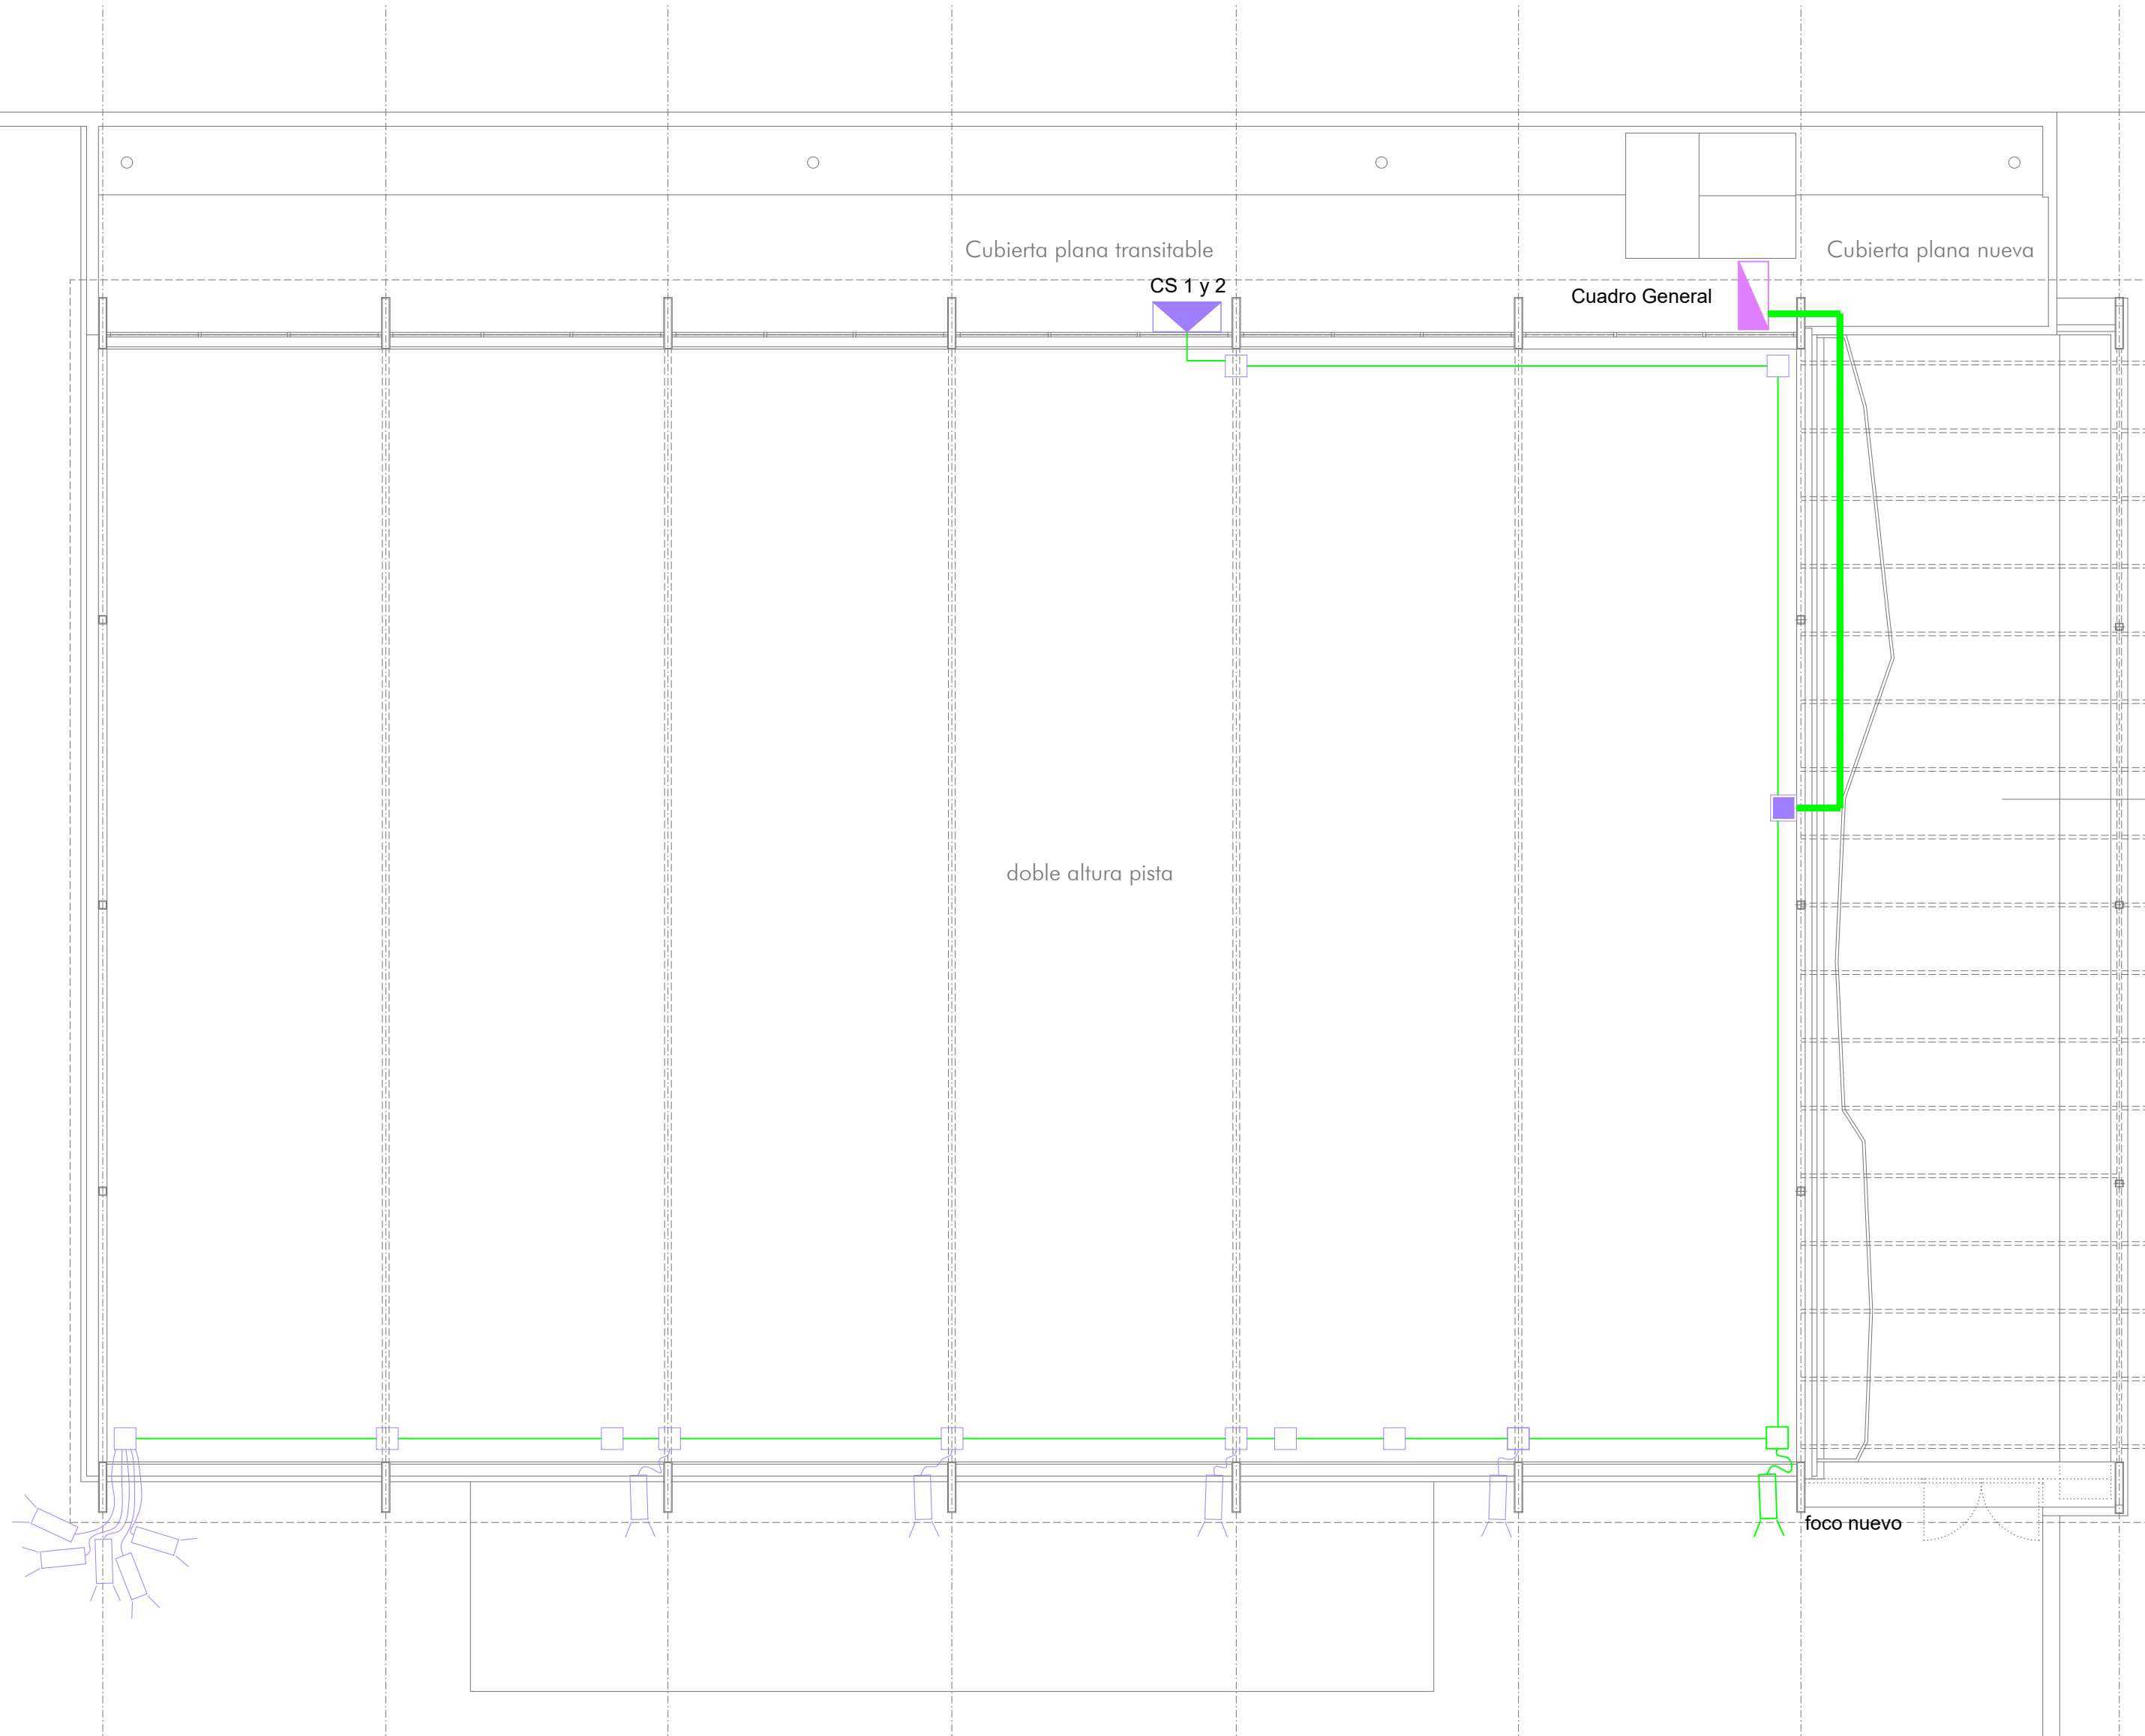 Cubierta plana transitable
Cubierta plana nueva
CS 1 y 2
Cuadro General
doble altura pista
foco nuevo